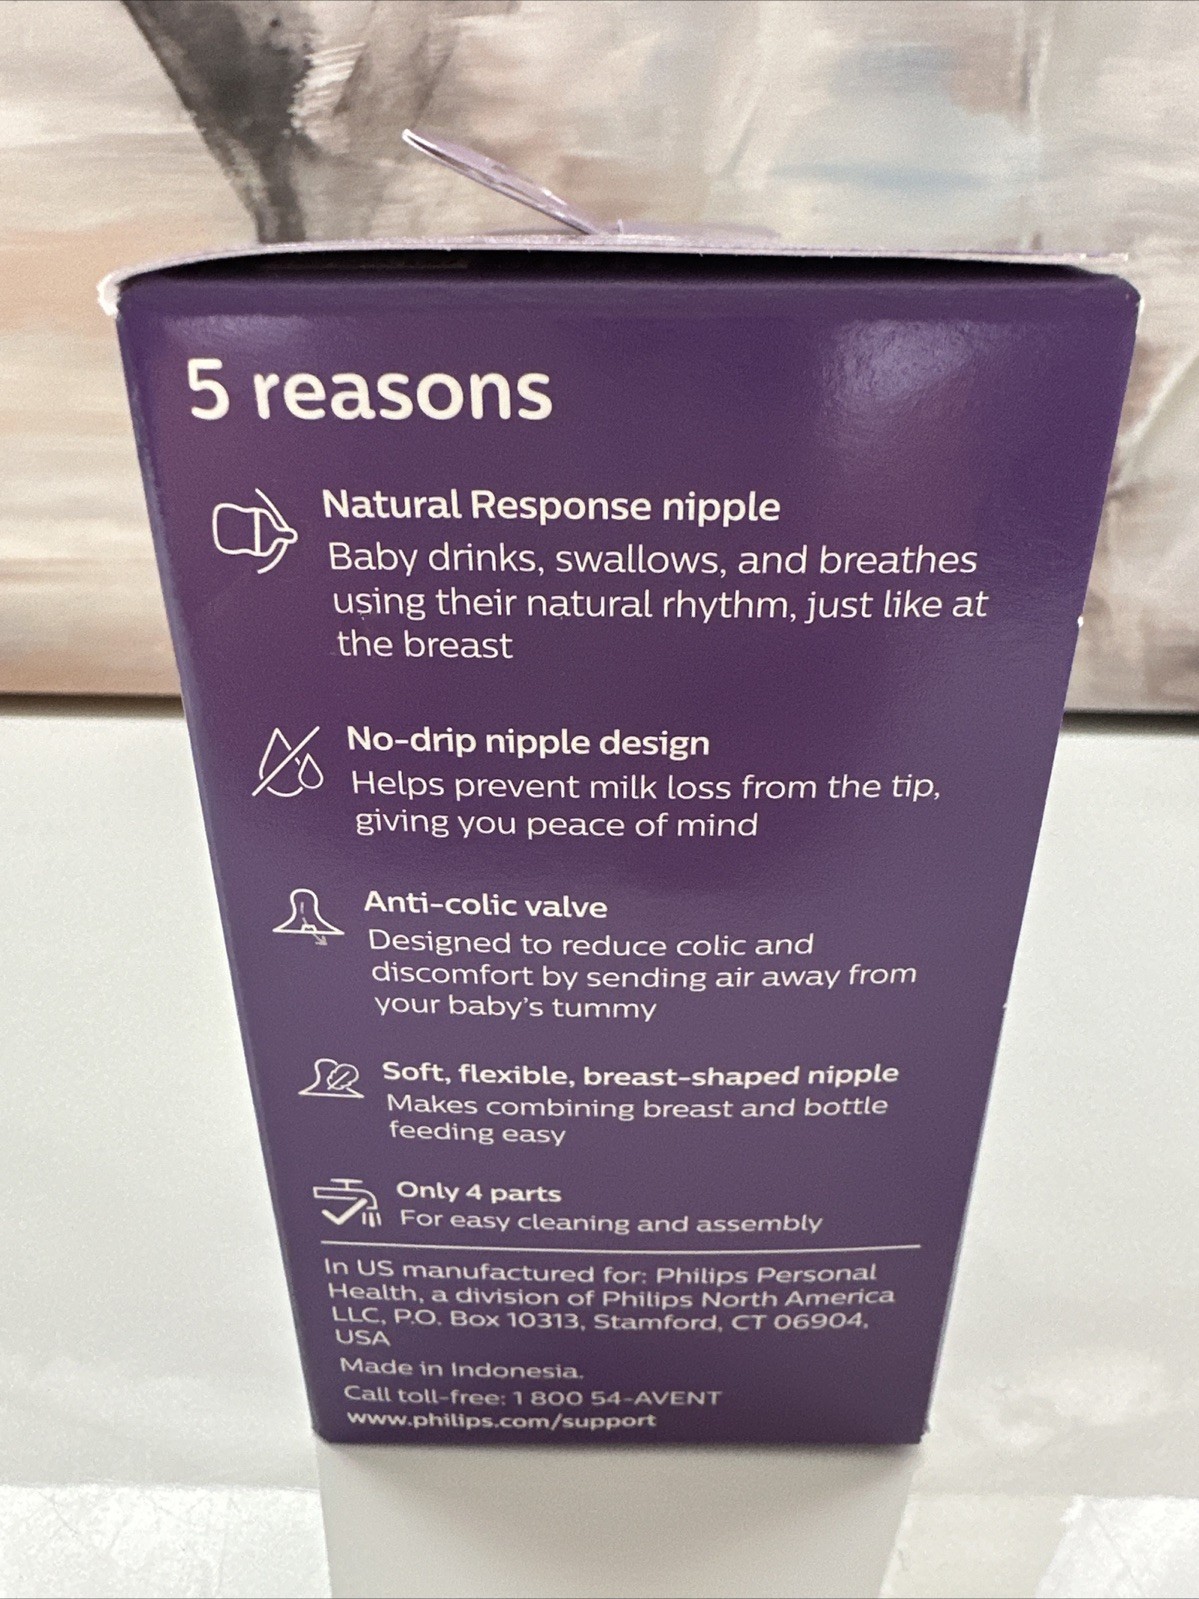 5 reasons
Natural Response nipple
Baby drinks, swallows, and breathes
using their natural rhythm, just like at
the breast
No-drip nipple design
Helps prevent milk loss from the tip,
giving you peace of mind
Anti-colic valve
Designed to reduce colic and
discomfort by sending air away from
your baby's tummy
Soft, flexible, breast-shaped nipple
Makes combining breast and bottle
feeding easy
Only 4 parts
For easy cleaning and assembly
In US manufactured for: Philips Personal
Health, a division of Philips North America
LLC, P.O. Box 10313, Stamford, CT 06904,
USA
Made in Indonesia.
Call toll-free: 1 800 54-AVENT
www.philips.com/support